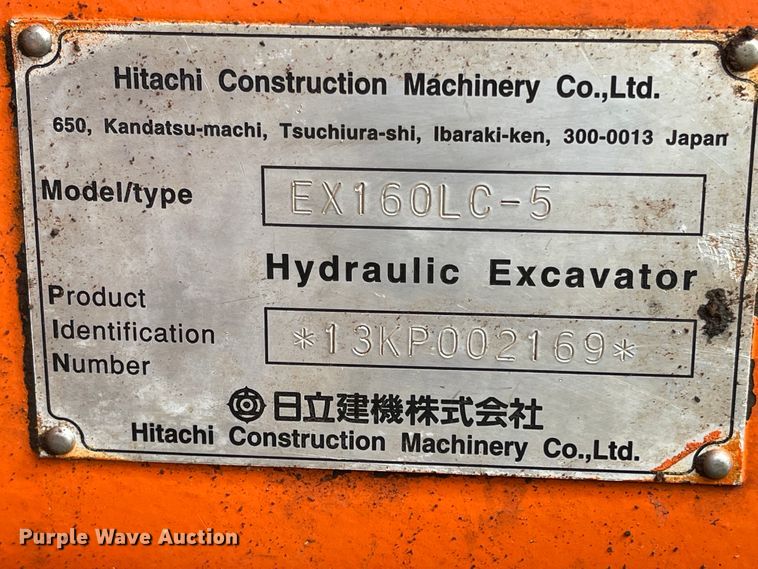 Hitachi Construction Machinery Co.,Ltd.
650, Kandatsu-machi, Tsuchiura-shi, Ibaraki-ken, 300-0013 Japan
Model/type EX160LC-5
Hydraulic Excavator
Product
Identification *13KP002169*
Number
日立建機株式会社
Hitachi Construction Machinery Co.,Ltd.
Purple Wave Auction